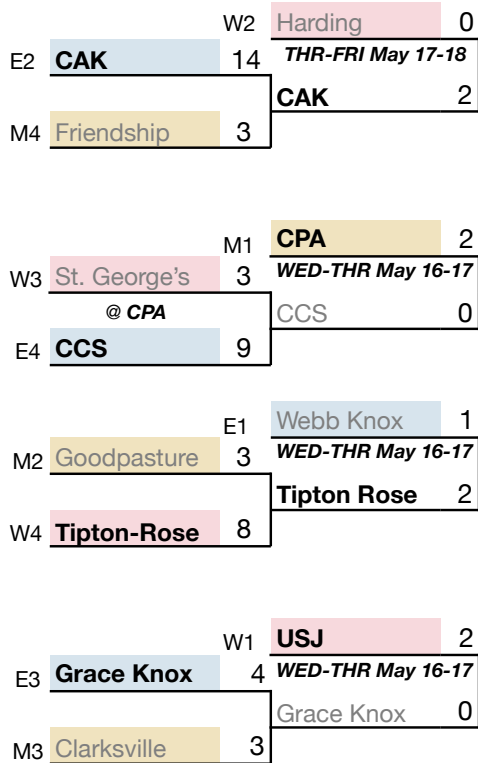 W2 Harding 0
E2 CAK 14 THR-FRI May 17-18
CAK 2
M4 Friendship 3
M1 CPA 2
W3 St. George's 3 WED-THR May 16-17
@ CPA CCS 0
E4 CCS 9
E1 Webb Knox 1
M2 Goodpasture 3 WED-THR May 16-17
Tipton Rose 2
W4 Tipton-Rose 8
W1 USJ 2
E3 Grace Knox 4 WED-THR May 16-17
Grace Knox 0
M3 Clarksville 3